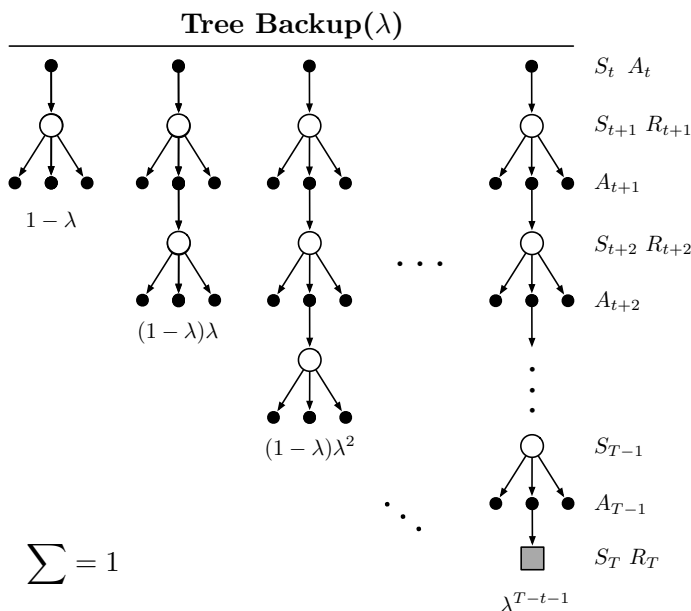 Tree Backup(λ)
S_t A_t
S_{t+1} R_{t+1}
A_{t+1}
1 − λ
S_{t+2} R_{t+2}
A_{t+2}
(1 − λ)λ
(1 − λ)λ^2
S_{T−1}
A_{T−1}
∑ = 1
S_T R_T
λ^{T−t−1}